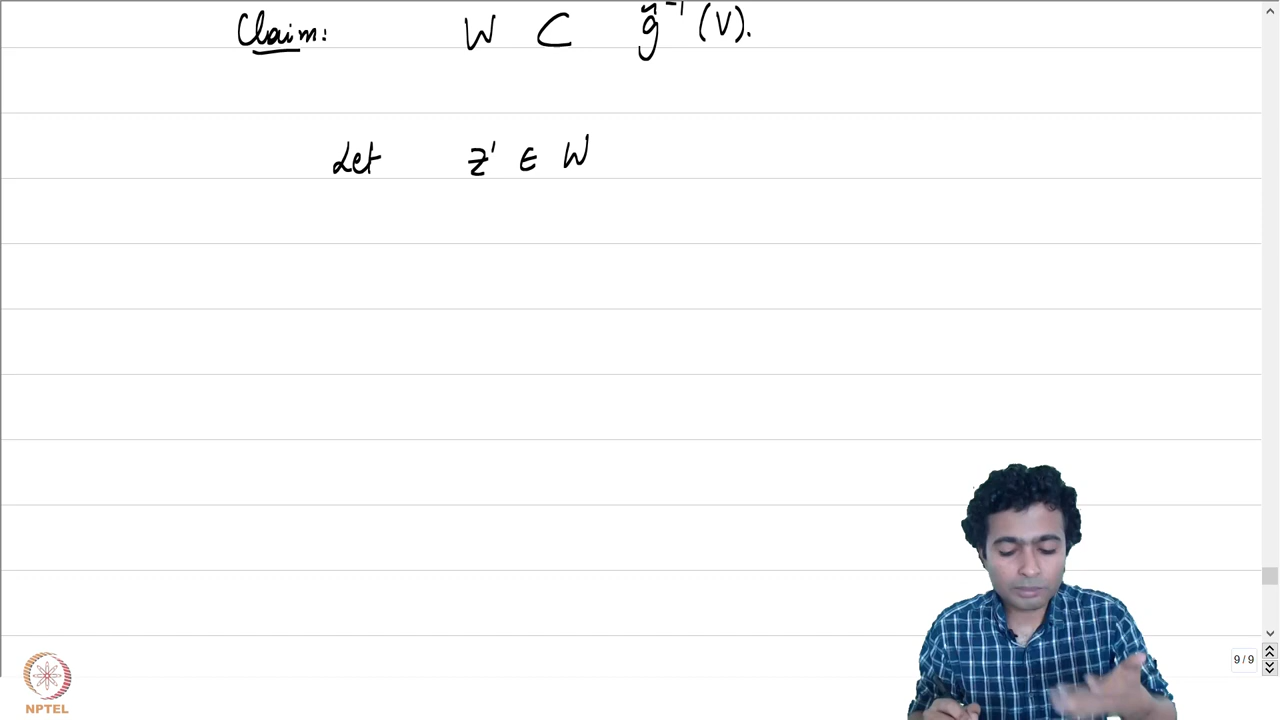 Claim: W ⊂ g̃⁻¹(V).
Let z' ∈ W
9 / 9
NPTEL